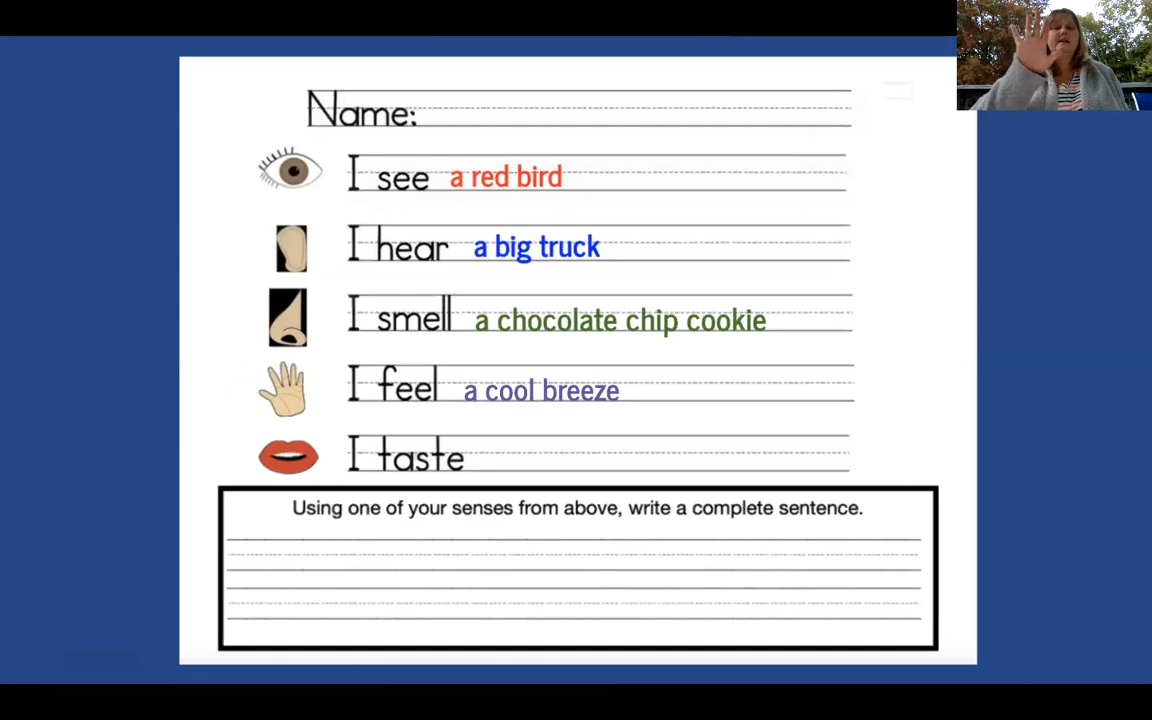 Name:
I see a red bird
I hear a big truck
I smell a chocolate chip cookie
I feel a cool breeze
I taste
Using one of your senses from above, write a complete sentence.